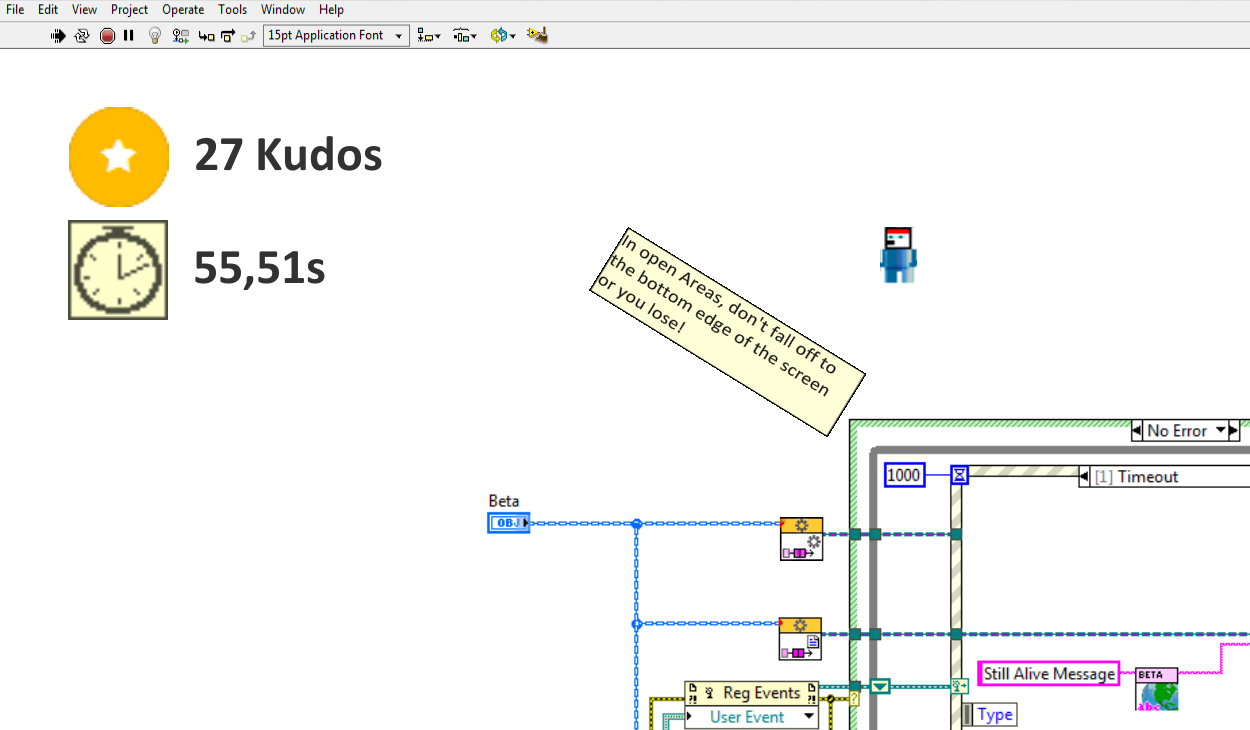 File Edit View Project Operate Tools Window Help
15pt Application Font
27 Kudos
55,51s
In open Areas, don't fall off to
the bottom edge of the screen
or you lose!
No Error
1000
[1] Timeout
Beta
OBJ
Still Alive Message
BETA
abc
Reg Events
User Event
?
Type